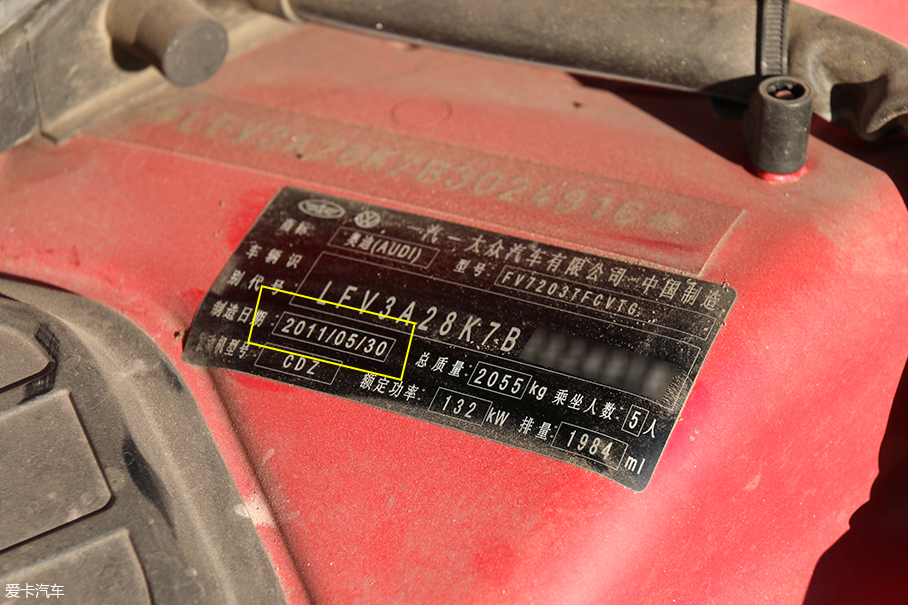 LFV3A28K7B3024916
一汽一大众汽车有限公司 中国制造
商标: 奥迪(AUDI) 型号: FV7203TFCVTG
车辆识
别代号: LFV3A28K7B
制造日期: 2011/05/30 总质量: 2055 kg 乘坐人数: 5 人
发动机型号: CDZ 额定功率: 132 kW 排量: 1984 ml
爱卡汽车